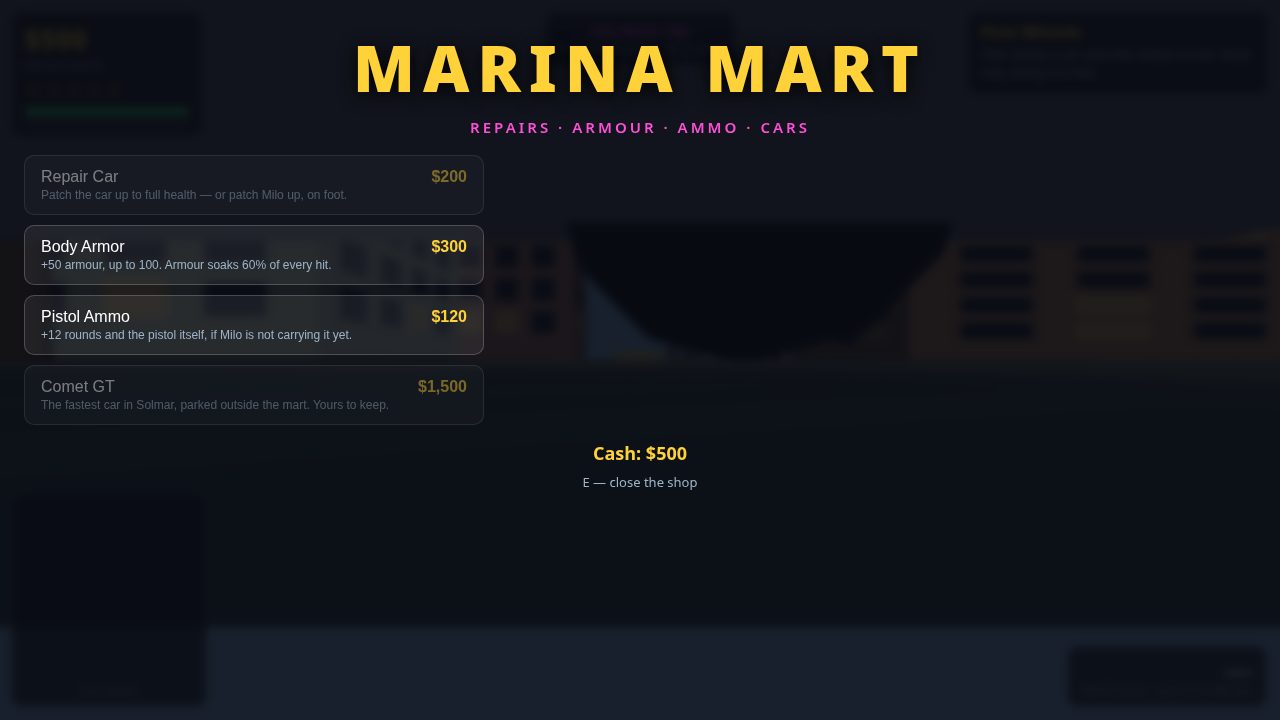 $500
MARINA MART
REPAIRS · ARMOUR · AMMO · CARS
Repair Car
$200
Patch the car up to full health — or patch Milo up, on foot.
Body Armor
$300
+50 armour, up to 100. Armour soaks 60% of every hit.
Pistol Ammo
$120
+12 rounds and the pistol itself, if Milo is not carrying it yet.
Comet GT
$1,500
The fastest car in Solmar, parked outside the mart. Yours to keep.
Cash: $500
E — close the shop